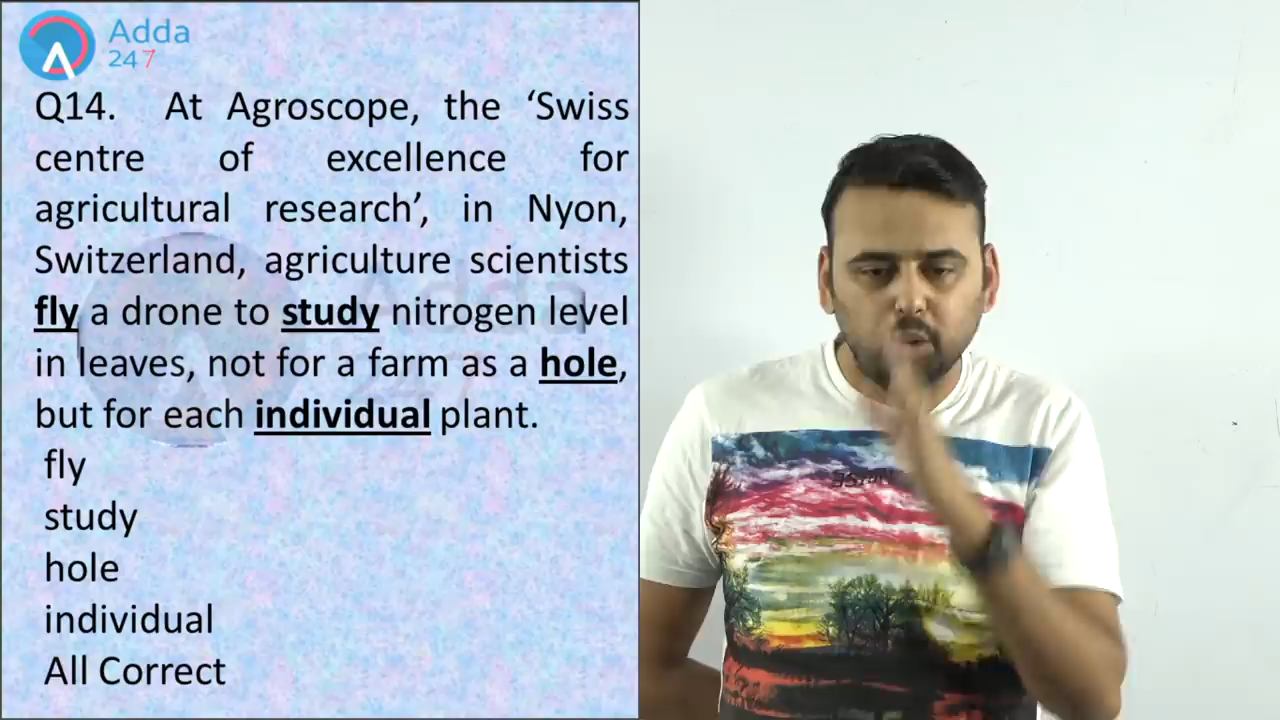 Adda
247
Q14. At Agroscope, the ‘Swiss
centre of excellence for
agricultural research’, in Nyon,
Switzerland, agriculture scientists
fly a drone to study nitrogen level
in leaves, not for a farm as a hole,
but for each individual plant.
fly
study
hole
individual
All Correct